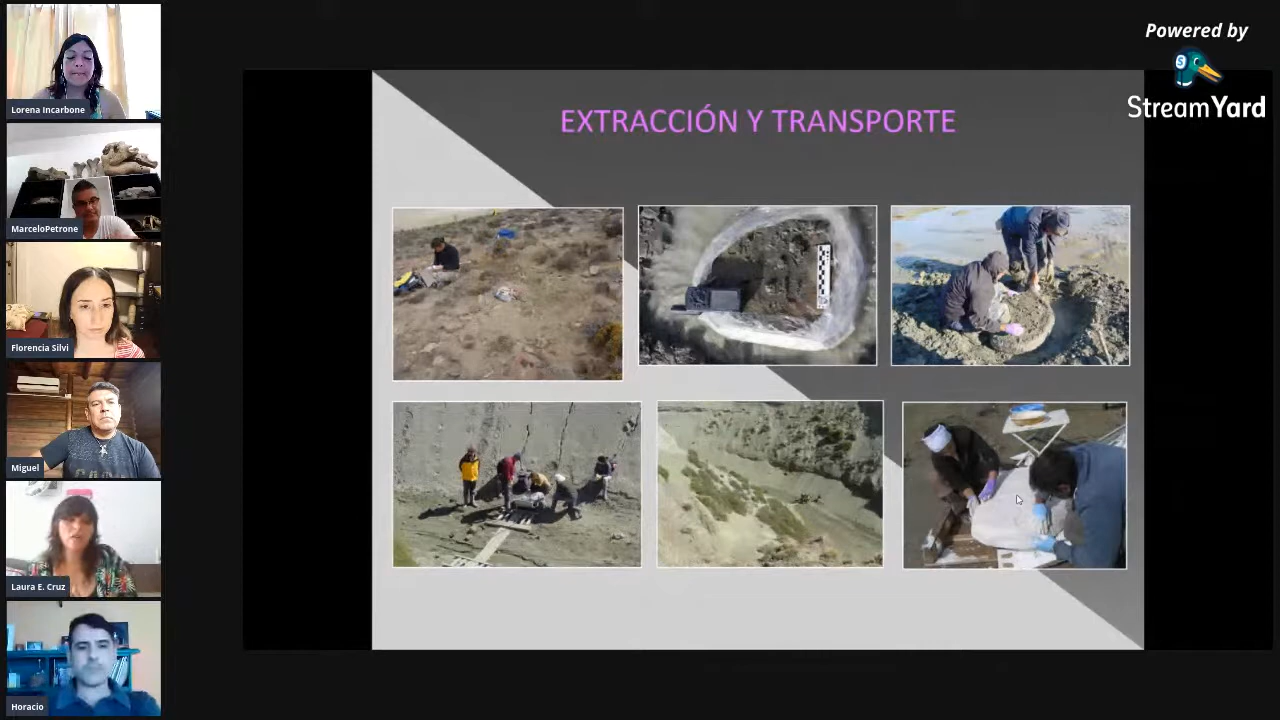 Powered by
StreamYard
EXTRACCIÓN Y TRANSPORTE
Lorena Incarbone
MarceloPetrone
Florencia Silvi
Miguel
Laura E. Cruz
Horacio